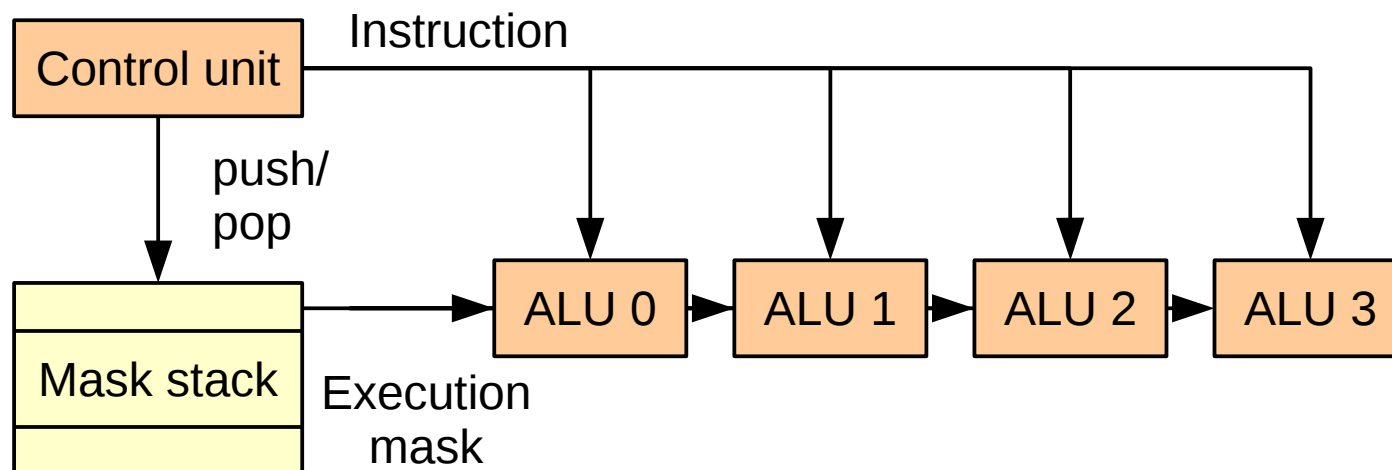 Instruction
Control unit
push/
pop
ALU 0
ALU 1
ALU 2
ALU 3
Mask stack
Execution
mask